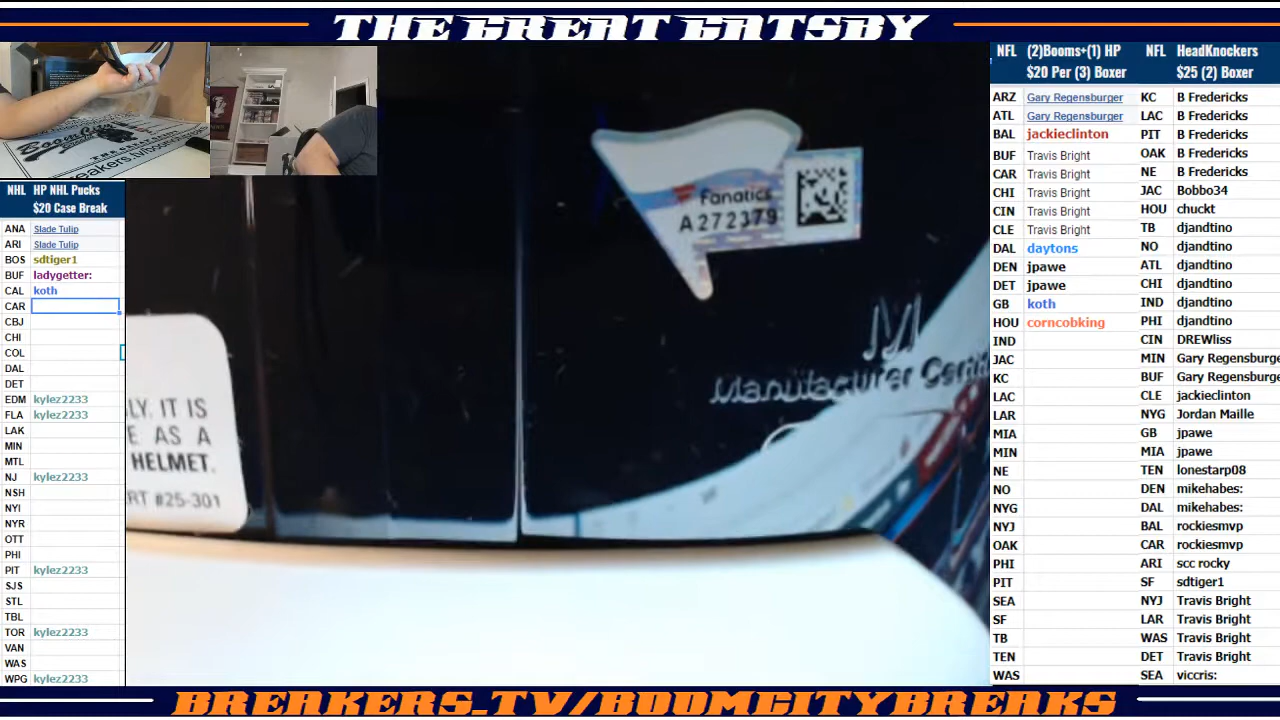 THE GREAT GATSBY
NHL HP NHL Pucks
$20 Case Break
ANA Slade Tulip
ARI Slade Tulip
BOS sdtiger1
BUF ladygetter:
CAL koth
CAR
CBJ
CHI
COL
DAL
DET
EDM kylez2233
FLA kylez2233
LAK
MIN
MTL
NJ kylez2233
NSH
NYI
NYR
OTT
PHI
PIT kylez2233
SJS
STL
TBL
TOR kylez2233
VAN
WAS
WPG kylez2233
Fanatics
A272379
Manufacturer
LY. IT IS
E AS A
HELMET.
RT #25-301
NFL (2)Booms+(1) HP
$20 Per (3) Boxer
ARZ Gary Regensburger
ATL Gary Regensburger
BAL jackieclinton
BUF Travis Bright
CAR Travis Bright
CHI Travis Bright
CIN Travis Bright
CLE Travis Bright
DAL daytons
DEN jpawe
DET jpawe
GB koth
HOU corncobking
IND
JAC
KC
LAC
LAR
MIA
MIN
NE
NO
NYG
NYJ
OAK
PHI
PIT
SEA
SF
TB
TEN
WAS
NFL HeadKnockers
$25 (2) Boxer
KC B Fredericks
LAC B Fredericks
PIT B Fredericks
OAK B Fredericks
NE B Fredericks
JAC Bobbo34
HOU chuckt
TB djandtino
NO djandtino
ATL djandtino
CHI djandtino
IND djandtino
PHI djandtino
CIN DREWliss
MIN Gary Regensburge
BUF Gary Regensburge
CLE jackieclinton
NYG Jordan Maille
GB jpawe
MIA jpawe
TEN lonestarp08
DEN mikehabes:
DAL mikehabes:
BAL rockiesmvp
CAR rockiesmvp
ARI scc rocky
SF sdtiger1
NYJ Travis Bright
LAR Travis Bright
WAS Travis Bright
DET Travis Bright
SEA viccris:
BREAKERS.TV/BOOMCITYBREAKS